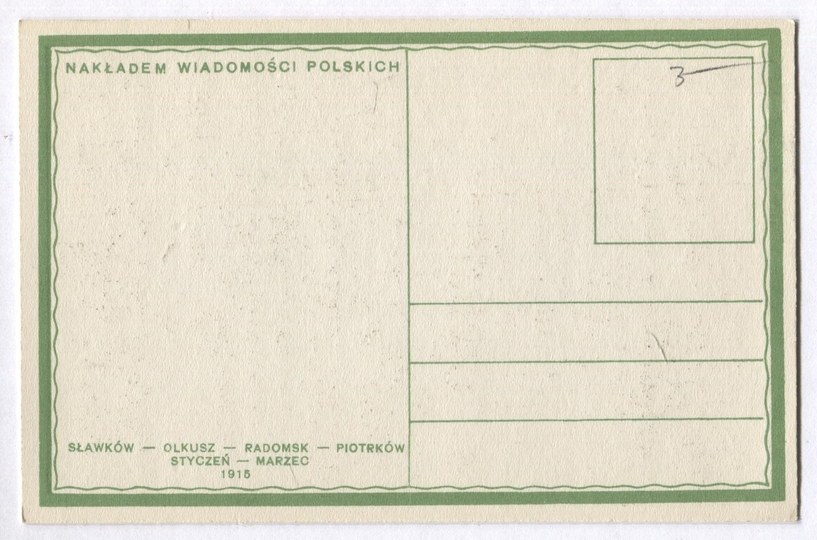 NAKŁADEM WIADOMOŚCI POLSKICH
3
SŁAWKÓW — OLKUSZ — RADOMSK — PIOTRKÓW
STYCZEŃ — MARZEC
1915